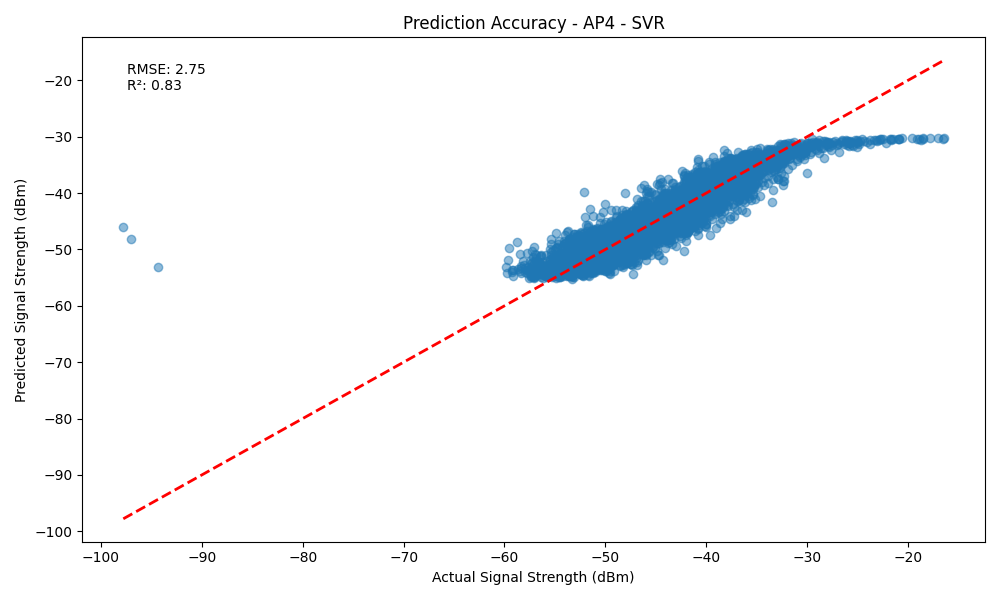 Prediction Accuracy - AP4 - SVR
RMSE: 2.75
R²: 0.83
Predicted Signal Strength (dBm)
−20
−30
−40
−50
−60
−70
−80
−90
−100
−100 −90 −80 −70 −60 −50 −40 −30 −20
Actual Signal Strength (dBm)